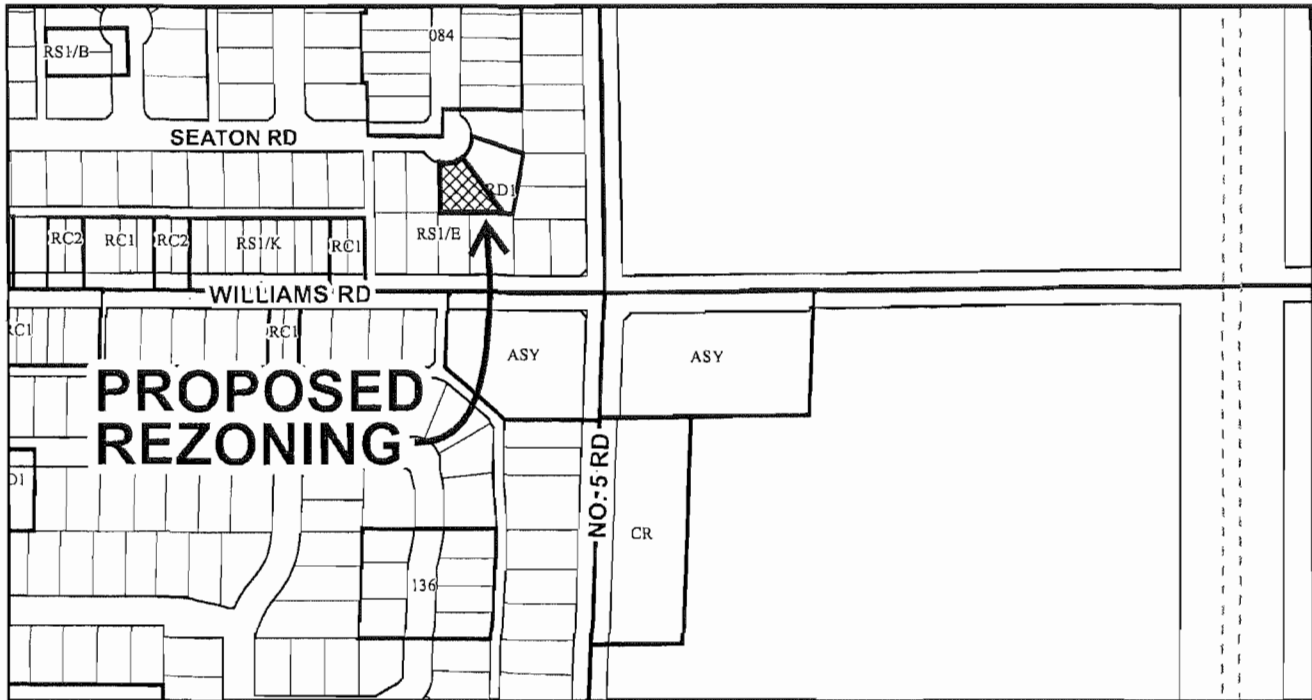 084
RS1/B
SEATON RD
RD1
RC2
RC1
RC2
RS1/K
RC1
RS1/E
WILLIAMS RD
RC1
RC1
ASY
ASY
PROPOSED
REZONING
NO. 5 RD
D1
CR
136